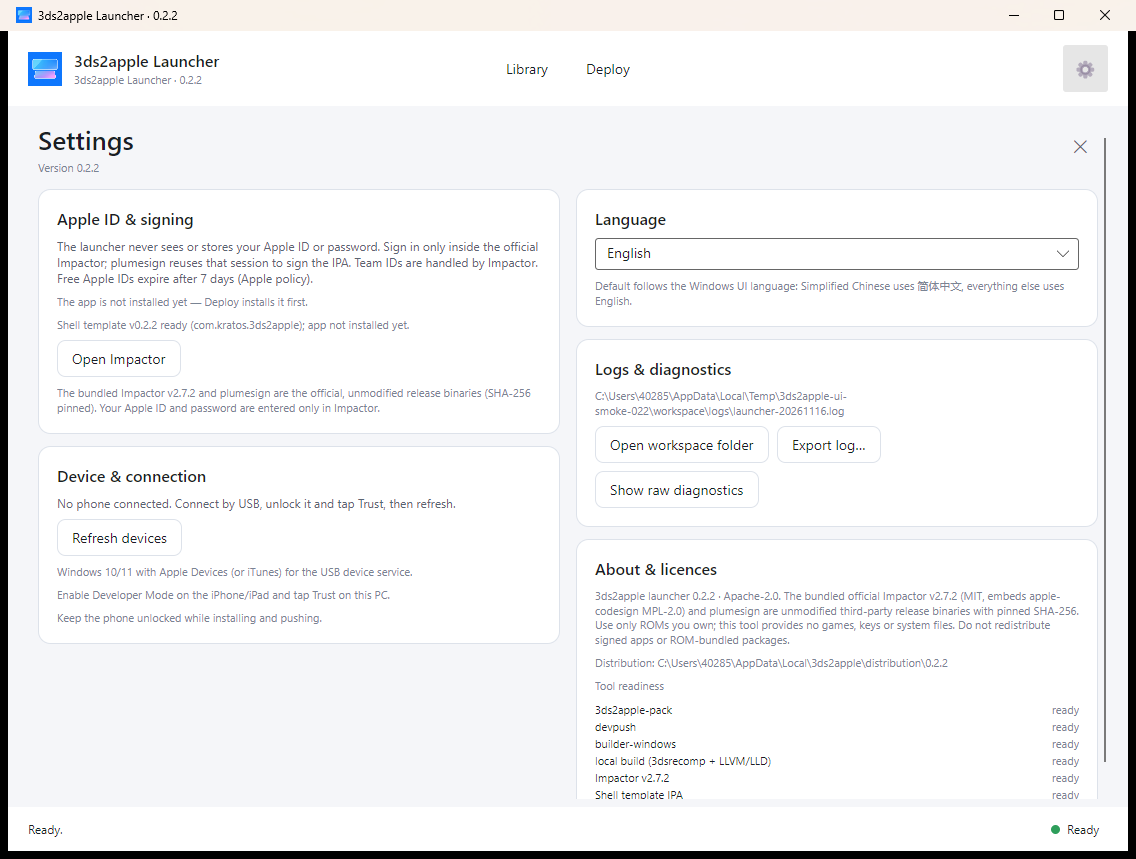 3ds2apple Launcher · 0.2.2
3ds2apple Launcher
3ds2apple Launcher · 0.2.2
Library
Deploy
Settings
Version 0.2.2
Apple ID & signing
The launcher never sees or stores your Apple ID or password. Sign in only inside the official
Impactor; plumesign reuses that session to sign the IPA. Team IDs are handled by Impactor.
Free Apple IDs expire after 7 days (Apple policy).
The app is not installed yet — Deploy installs it first.
Shell template v0.2.2 ready (com.kratos.3ds2apple); app not installed yet.
Open Impactor
The bundled Impactor v2.7.2 and plumesign are the official, unmodified release binaries (SHA-256
pinned). Your Apple ID and password are entered only in Impactor.
Device & connection
No phone connected. Connect by USB, unlock it and tap Trust, then refresh.
Refresh devices
Windows 10/11 with Apple Devices (or iTunes) for the USB device service.
Enable Developer Mode on the iPhone/iPad and tap Trust on this PC.
Keep the phone unlocked while installing and pushing.
Language
English
Default follows the Windows UI language: Simplified Chinese uses 简体中文, everything else uses
English.
Logs & diagnostics
C:\Users\40285\AppData\Local\Temp\3ds2apple-ui-
smoke-022\workspace\logs\launcher-20261116.log
Open workspace folder
Export log...
Show raw diagnostics
About & licences
3ds2apple launcher 0.2.2 · Apache-2.0. The bundled official Impactor v2.7.2 (MIT, embeds apple-
codesign MPL-2.0) and plumesign are unmodified third-party release binaries with pinned SHA-256.
Use only ROMs you own; this tool provides no games, keys or system files. Do not redistribute
signed apps or ROM-bundled packages.
Distribution: C:\Users\40285\AppData\Local\3ds2apple\distribution\0.2.2
Tool readiness
3ds2apple-pack ready
devpush ready
builder-windows ready
local build (3dsrecomp + LLVM/LLD) ready
Impactor v2.7.2 ready
Shell template IPA ready
Ready.
Ready